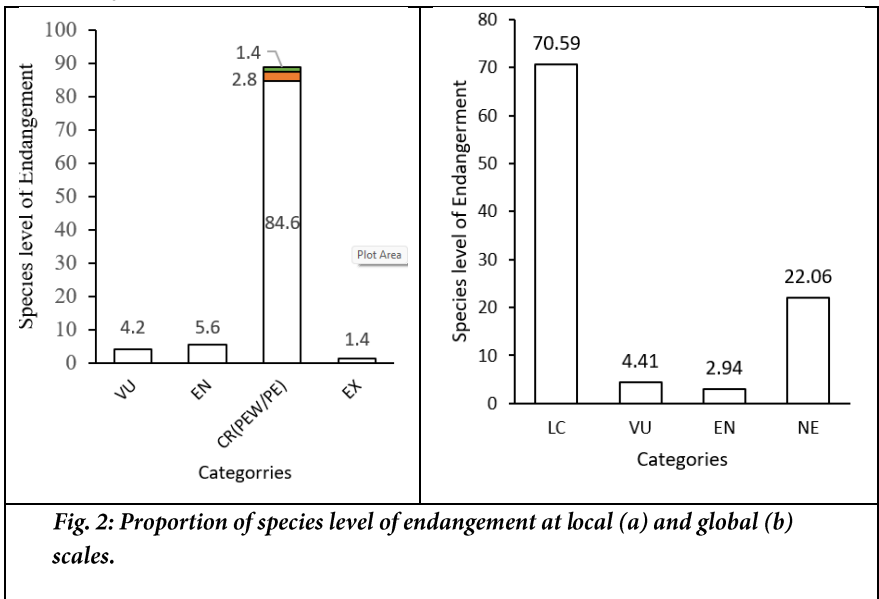 Species level of Endangement
100
90
80
70
60
50
40
30
20
10
0
4.2
5.6
1.4
2.8
84.6
1.4
Plot Area
VU
EN
CR(PEW/PE)
EX
Categorries
Species level of Endangerment
80
70
60
50
40
30
20
10
0
70.59
4.41
2.94
22.06
LC
VU
EN
NE
Categories
Fig. 2: Proportion of species level of endangement at local (a) and global (b)
scales.